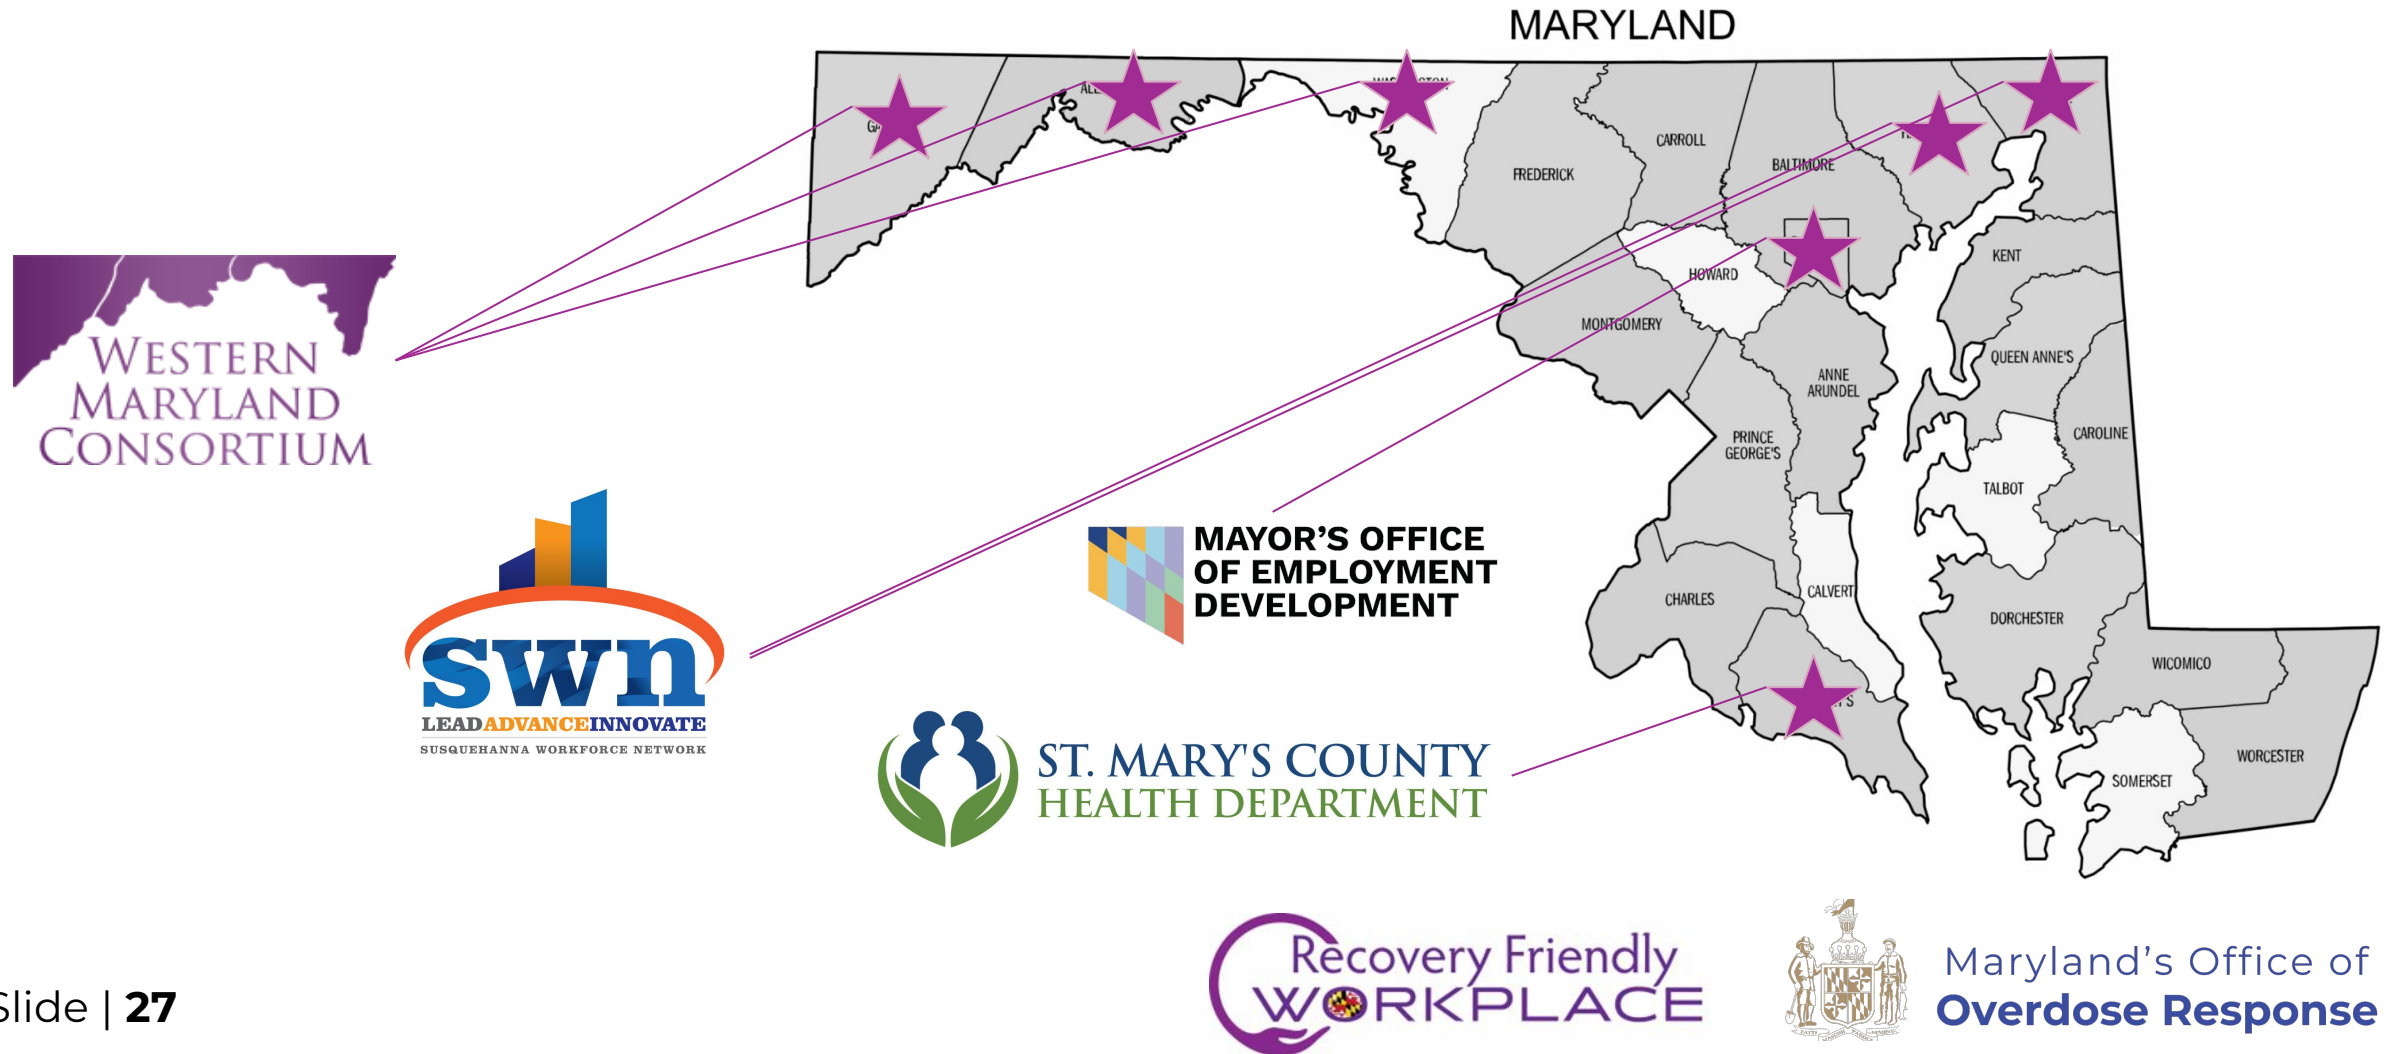 MARYLAND
CARROLL
FREDERICK
BALTIMORE
HOWARD
KENT
MONTGOMERY
QUEEN ANNE'S
ANNE
ARUNDEL
PRINCE
GEORGE'S
CAROLINE
TALBOT
CALVERT
CHARLES
DORCHESTER
WICOMICO
WORCESTER
SOMERSET
WESTERN
MARYLAND
CONSORTIUM
swn
LEADADVANCEINNOVATE
SUSQUEHANNA WORKFORCE NETWORK
MAYOR'S OFFICE
OF EMPLOYMENT
DEVELOPMENT
ST. MARY'S COUNTY
HEALTH DEPARTMENT
Recovery Friendly
WORKPLACE
Maryland's Office of
Overdose Response
Slide | 27